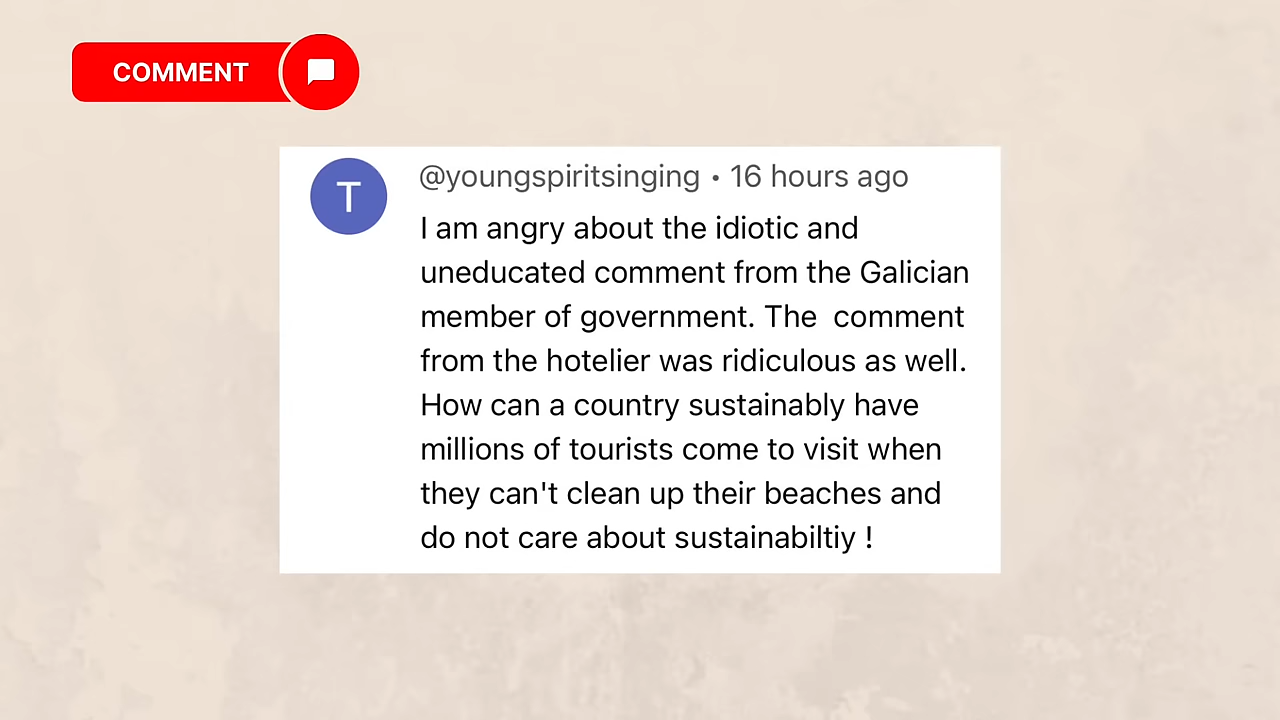 COMMENT
T
@youngspiritsinging • 16 hours ago
I am angry about the idiotic and
uneducated comment from the Galician
member of government. The  comment
from the hotelier was ridiculous as well.
How can a country sustainably have
millions of tourists come to visit when
they can't clean up their beaches and
do not care about sustainabiltiy !